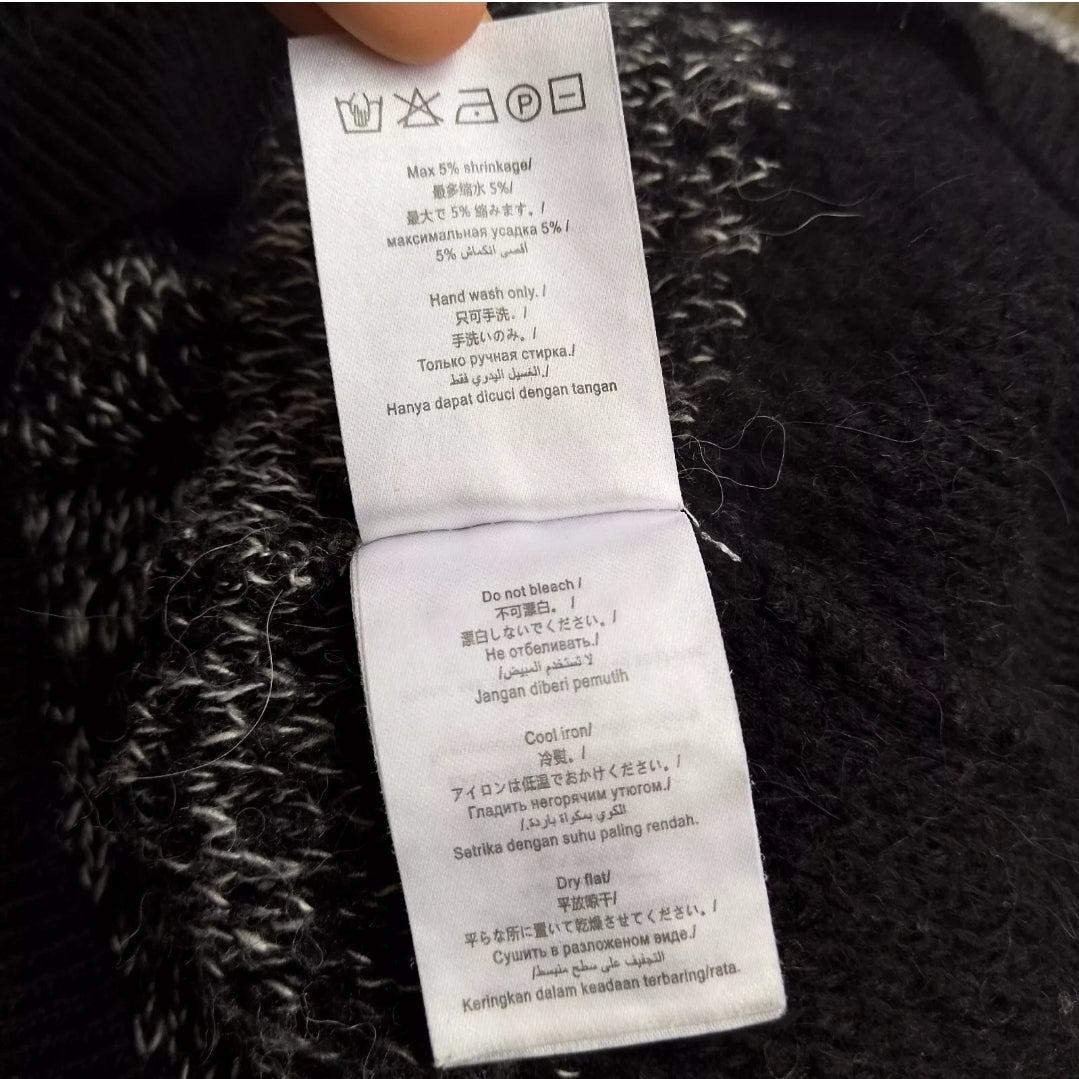 P
Max 5% shrinkage/
最多缩水 5%/
最大で 5% 縮みます。/
максимальная усадка 5% /
أقصى انكماش 5%
Hand wash only. /
只可手洗. /
手洗いのみ。/
Только ручная стирка./
الغسيل اليدري فقط./
Hanya dapat dicuci dengan tangan
Do not bleach /
不可漂白。 /
漂白しないでください。/
Не отбеливать./
لا تستخدم المبيض/
Jangan diberi pemutih
Cool iron/
冷熨。/
アイロンは低温でおかけください。/
Гладить негорячим утюгом./
الكوي بمكواة باردة./
Setrika dengan suhu paling rendah.
Dry flat/
平放晾干/
平らな所に置いて乾燥させてください。/
Сушить в разложеном виде./
التجفيف على سطح منبسط/
Keringkan dalam keadaan terbaring/rata.